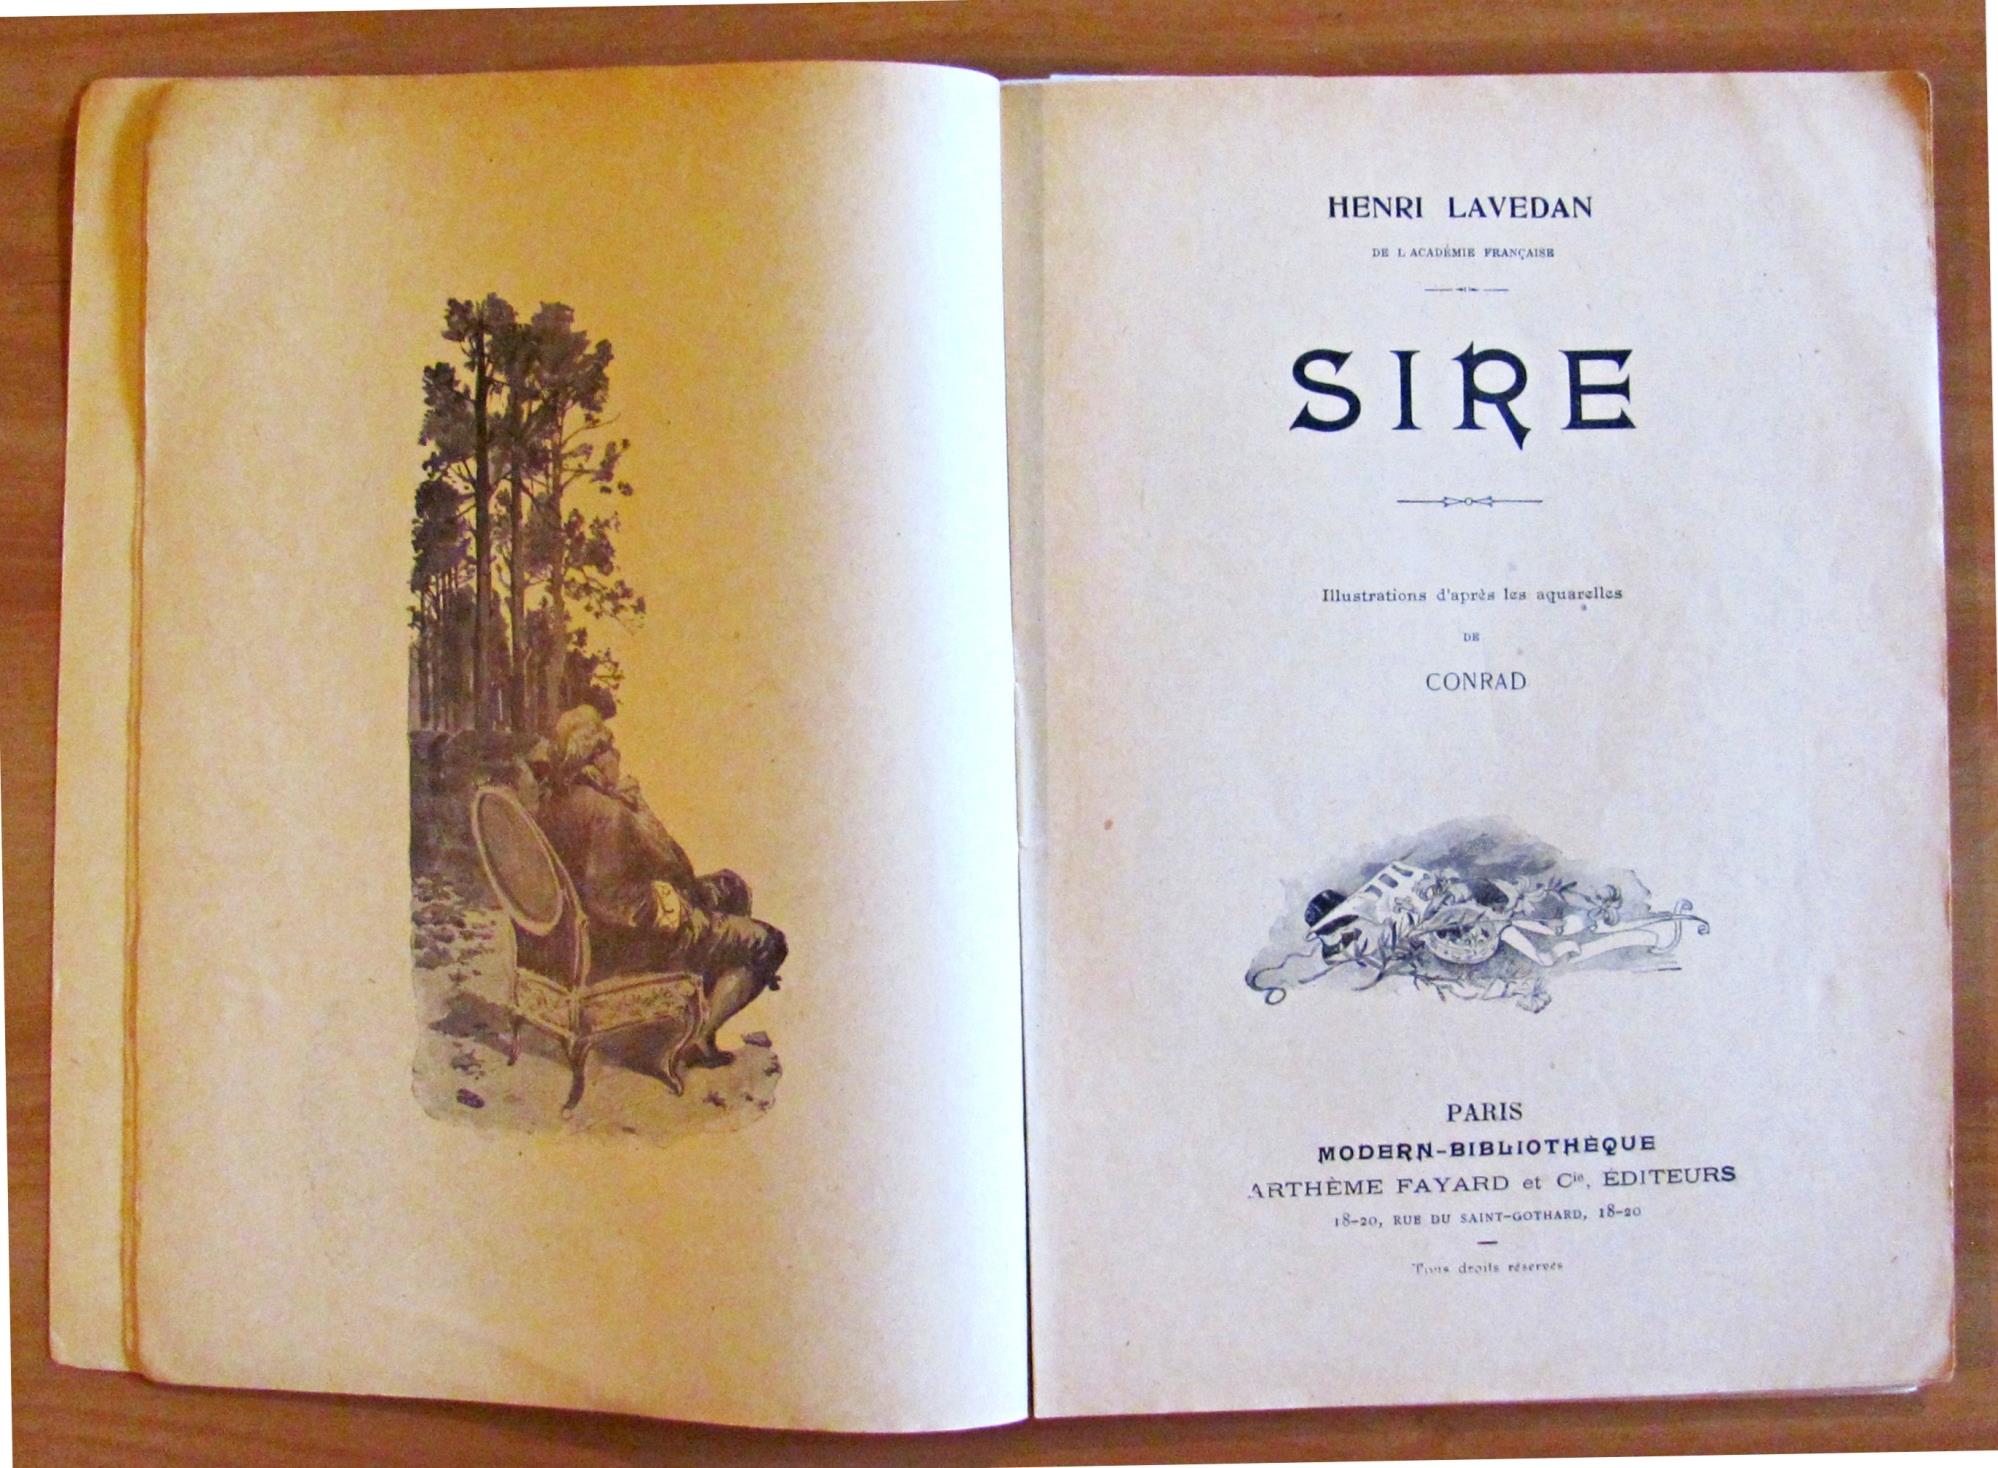 HENRI LAVEDAN
DE L ACADÉMIE FRANÇAISE
SIRE
Illustrations d'après les aquarelles
DE
CONRAD
PARIS
MODERN-BIBLIOTHÈQUE
ARTHÈME FAYARD et Cie, ÉDITEURS
18-20, RUE DU SAINT-GOTHARD, 18-20
Tous droits réservés